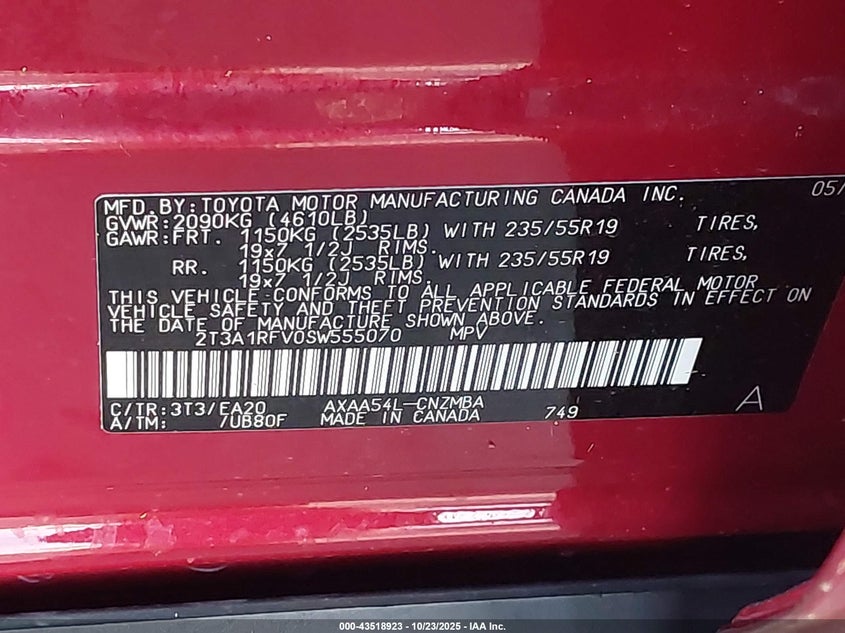 MFD.BY:TOYOTA MOTOR MANUFACTURING CANADA INC. 05/
GVWR:2090KG (4610LB)
GAWR:FRT. 1150KG (2535LB) WITH 235/55R19 TIRES,
19x7 1/2J RIMS.
RR. 1150KG (2535LB) WITH 235/55R19 TIRES,
19x7 1/2J RIMS
THIS VEHICLE CONFORMS TO ALL APPLICABLE FEDERAL MOTOR
VEHICLE SAFETY AND THEFT PREVENTION STANDARDS IN EFFECT ON
THE DATE OF MANUFACTURE SHOWN ABOVE.
2T3A1RFV0SW555070 MPV
C/TR:3T3/EA20 AXAA54L-CNZMBA
A/TM: /UB80F MADE IN CANADA 749 A
000-43518923 - 10/23/2025 - IAA Inc.